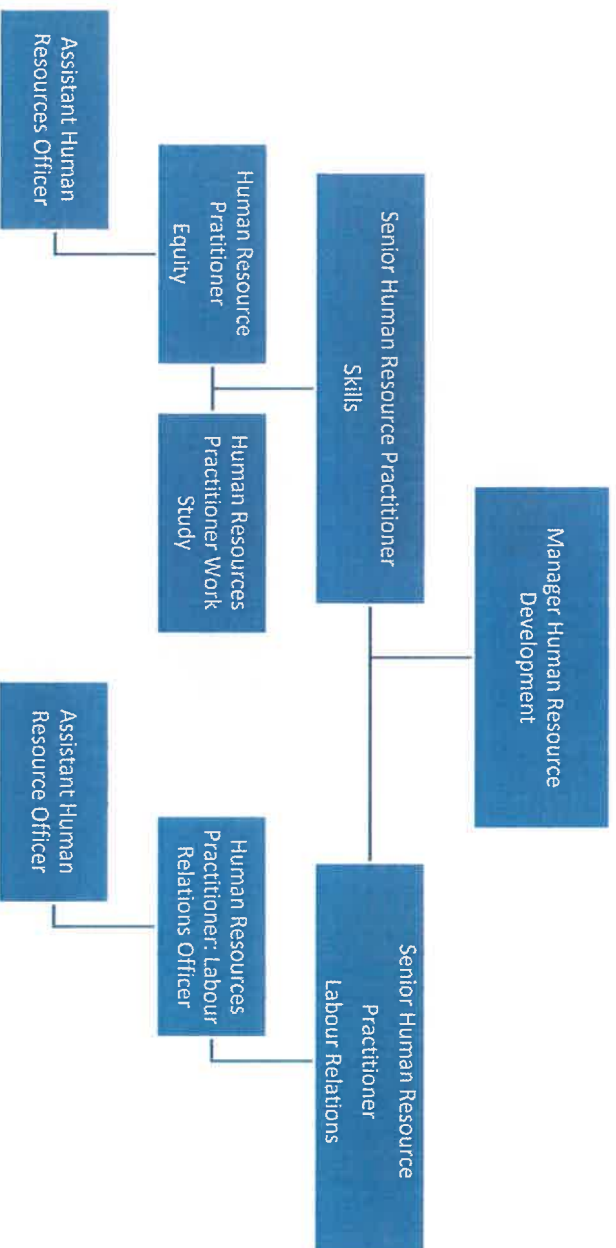 Manager Human Resource
Development
Senior Human Resource Practitioner
Skills
Senior Human Resource
Practitioner
Labour Relations
Human Resource
Pratitioner
Equity
Human Resources
Practitioner Work
Study
Human Resources
Practitioner: Labour
Relations Officer
Assistant Human
Resources Officer
Assistant Human
Resource Officer